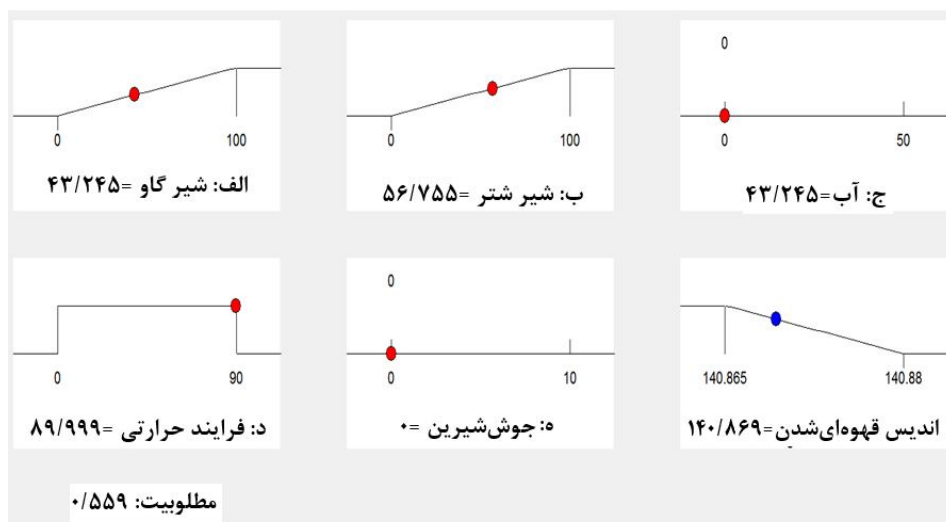 0
100
الف: شیر گاو =۴۳/۲۴۵
0
100
ب: شیر شتر =۵۶/۷۵۵
0
0
50
ج: آب=۴۳/۲۴۵
0
90
د: فرایند حرارتی =۸۹/۹۹۹
0
0
10
ه: جوش‌شیرین =۰
140.865
140.88
اندیس قهوه‌ای‌شدن=۱۴۰/۸۶۹
مطلوبیت: ۰/۵۵۹